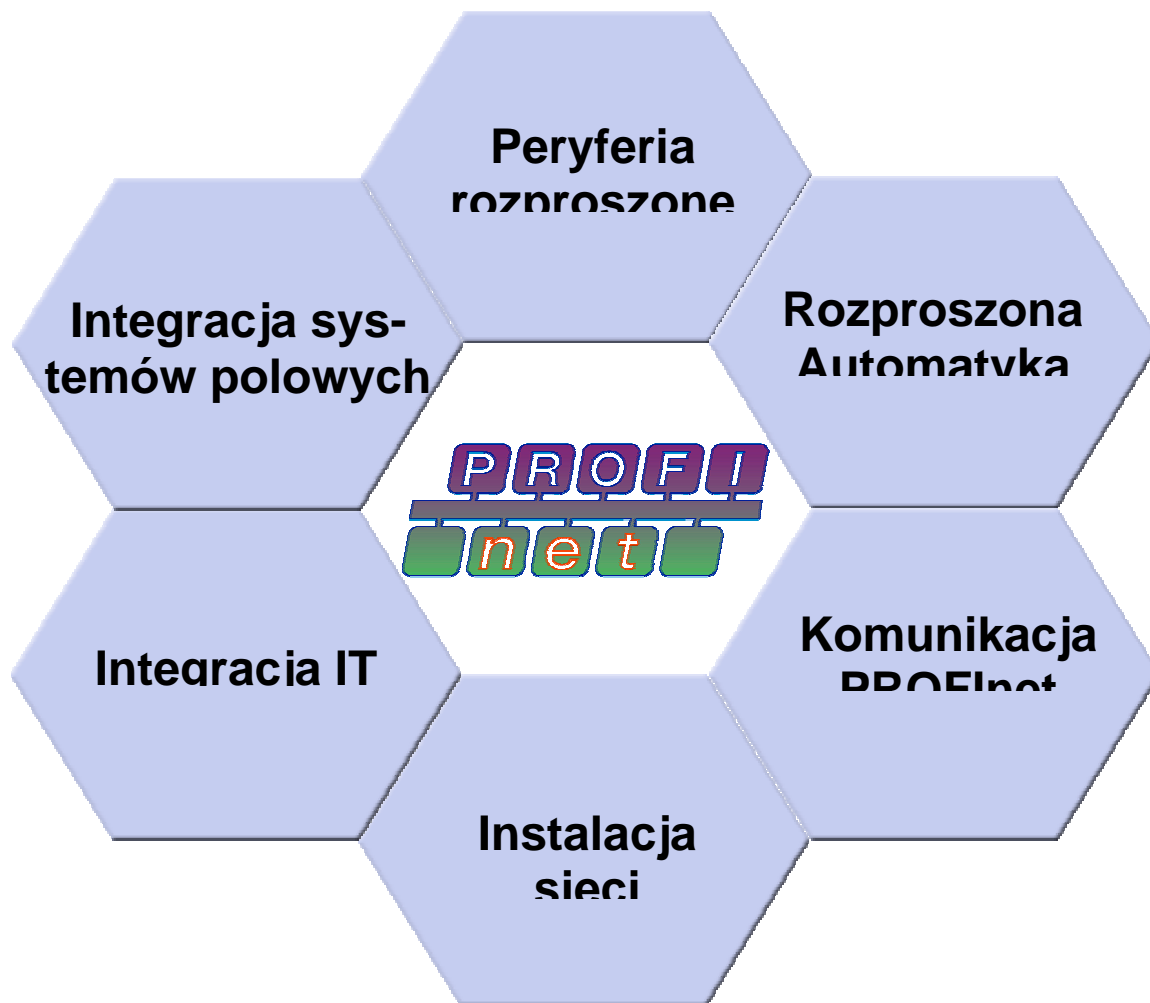 Peryferia
rozproszone
Integracja sys-
temów polowych
Rozproszona
Automatyka
PROFI
net
Integracja IT
Komunikacja
PROFInet
Instalacja
sieci